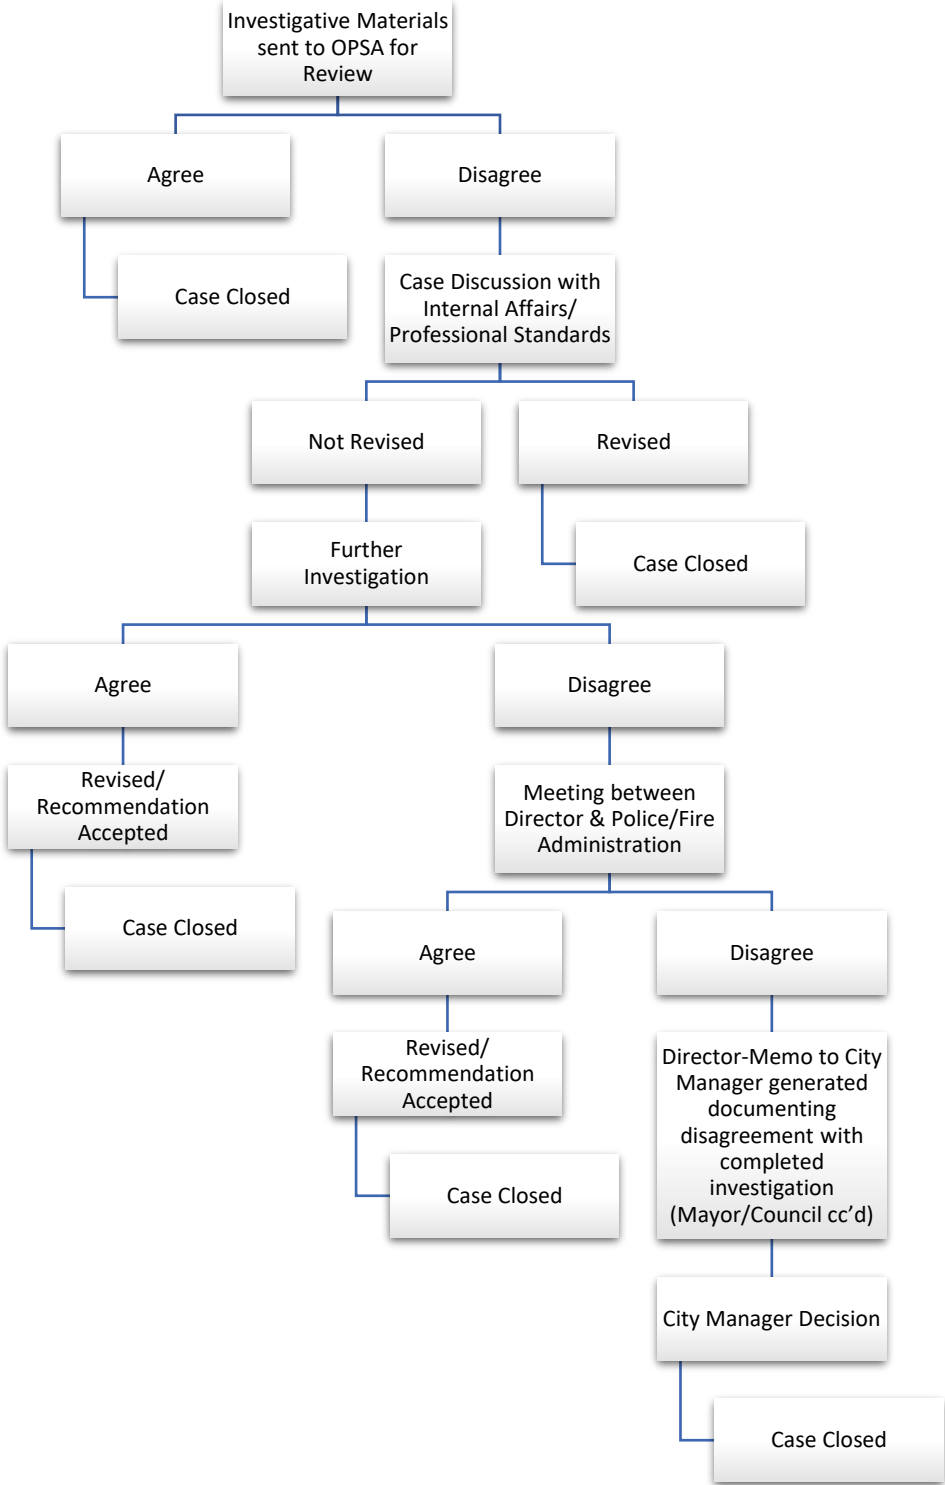 Investigative Materials
sent to OPSA for
Review
Agree
Disagree
Case Closed
Case Discussion with
Internal Affairs/
Professional Standards
Not Revised
Revised
Further
Investigation
Case Closed
Agree
Disagree
Revised/
Recommendation
Accepted
Meeting between
Director & Police/Fire
Administration
Case Closed
Agree
Disagree
Revised/
Recommendation
Accepted
Director-Memo to City
Manager generated
documenting
disagreement with
completed
investigation
(Mayor/Council cc’d)
Case Closed
City Manager Decision
Case Closed